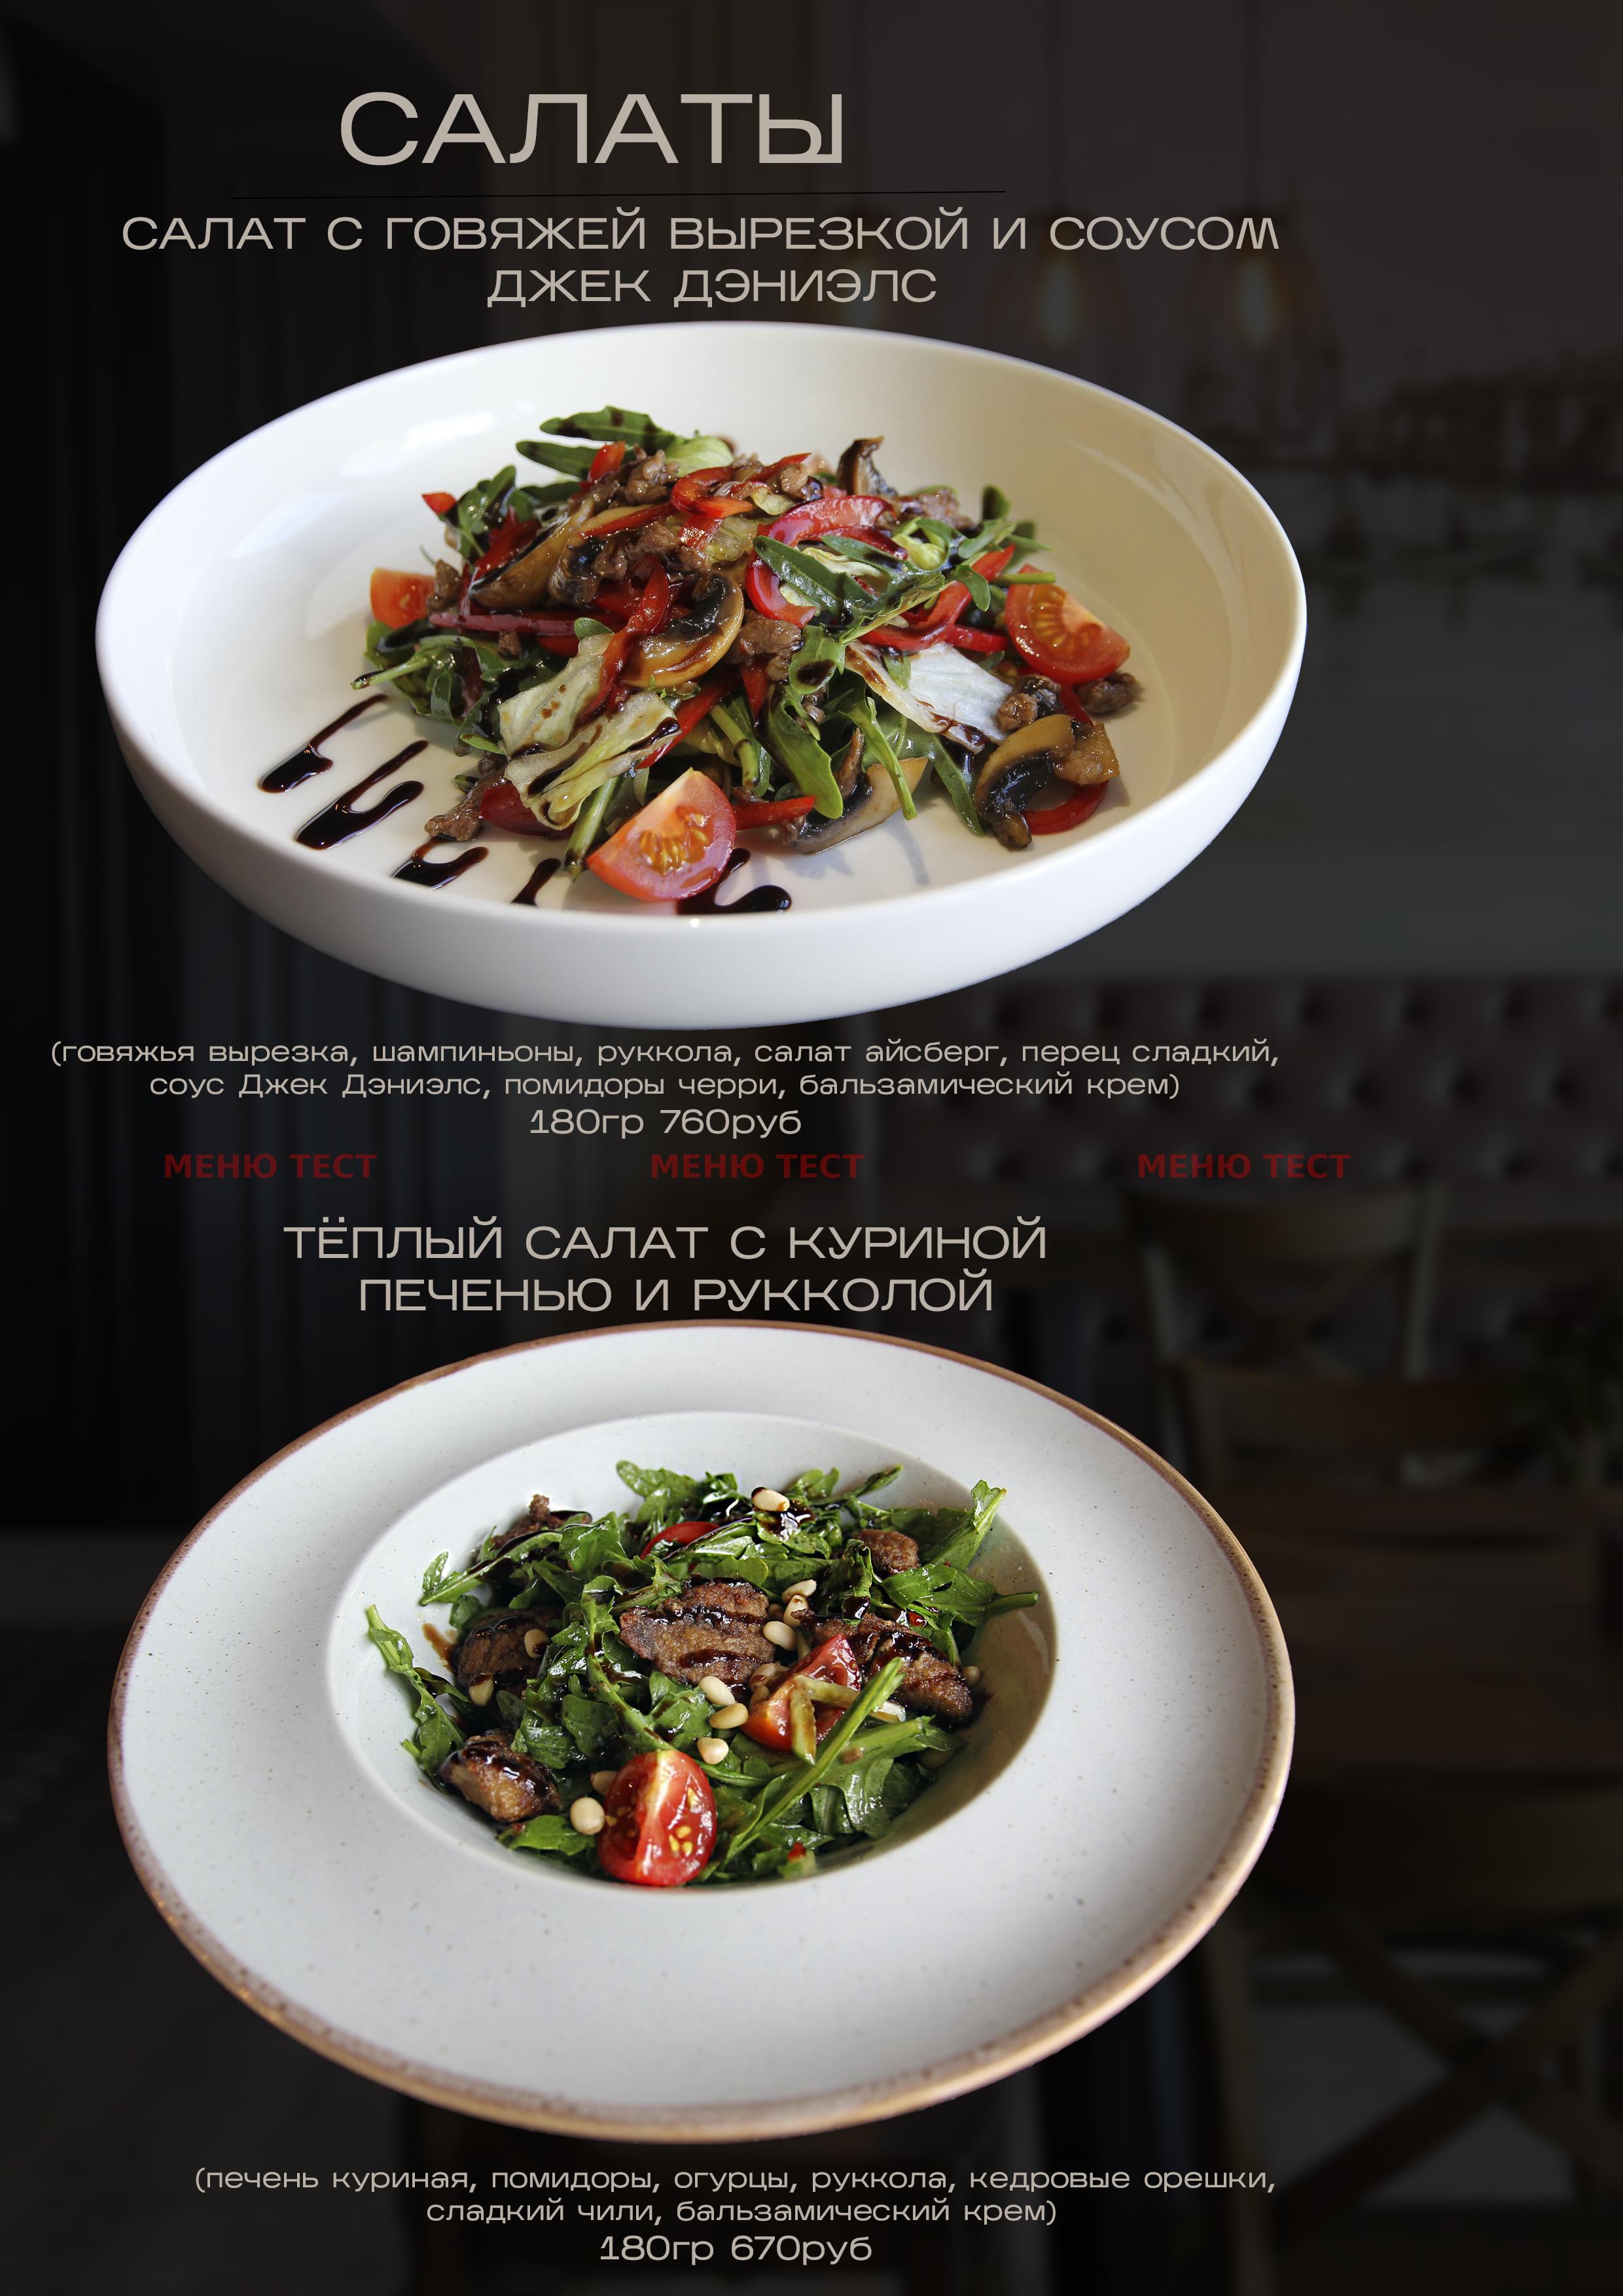 САЛАТЫ
САЛАТ С ГОВЯЖЕЙ ВЫРЕЗКОЙ И СОУСОМ
ДЖЕК ДЭНИЭЛС
(говяжья вырезка, шампиньоны, руккола, салат айсберг, перец сладкий,
соус Джек Дэниэлс, помидоры черри, бальзамический крем)
180гр 760руб
МЕНЮ ТЕСТ МЕНЮ ТЕСТ МЕНЮ ТЕСТ
ТЁПЛЫЙ САЛАТ С КУРИНОЙ
ПЕЧЕНЬЮ И РУККОЛОЙ
(печень куриная, помидоры, огурцы, руккола, кедровые орешки,
сладкий чили, бальзамический крем)
180гр 670руб